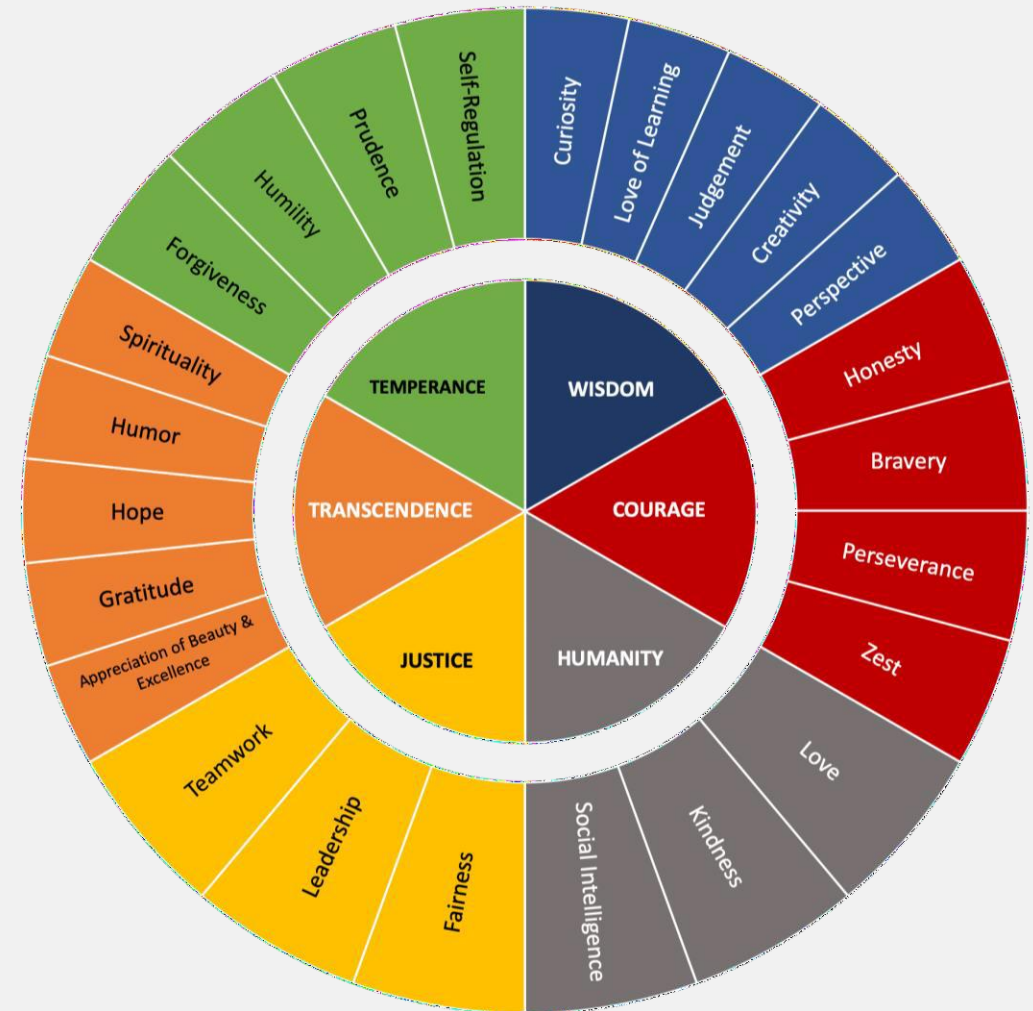 Curiosity
Love of Learning
Judgement
Creativity
Perspective
Honesty
Bravery
Perseverance
Zest
Love
Kindness
Social Intelligence
Fairness
Leadership
Teamwork
Appreciation of Beauty &
Excellence
Gratitude
Hope
Humor
Spirituality
Forgiveness
Humility
Prudence
Self-Regulation
WISDOM
COURAGE
HUMANITY
JUSTICE
TRANSCENDENCE
TEMPERANCE